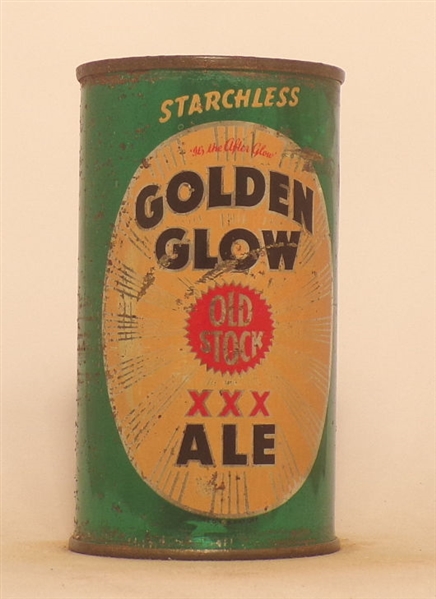 STARCHLESS
"It's the After Glow"
GOLDEN
GLOW
OLD
STOCK
XXX
ALE